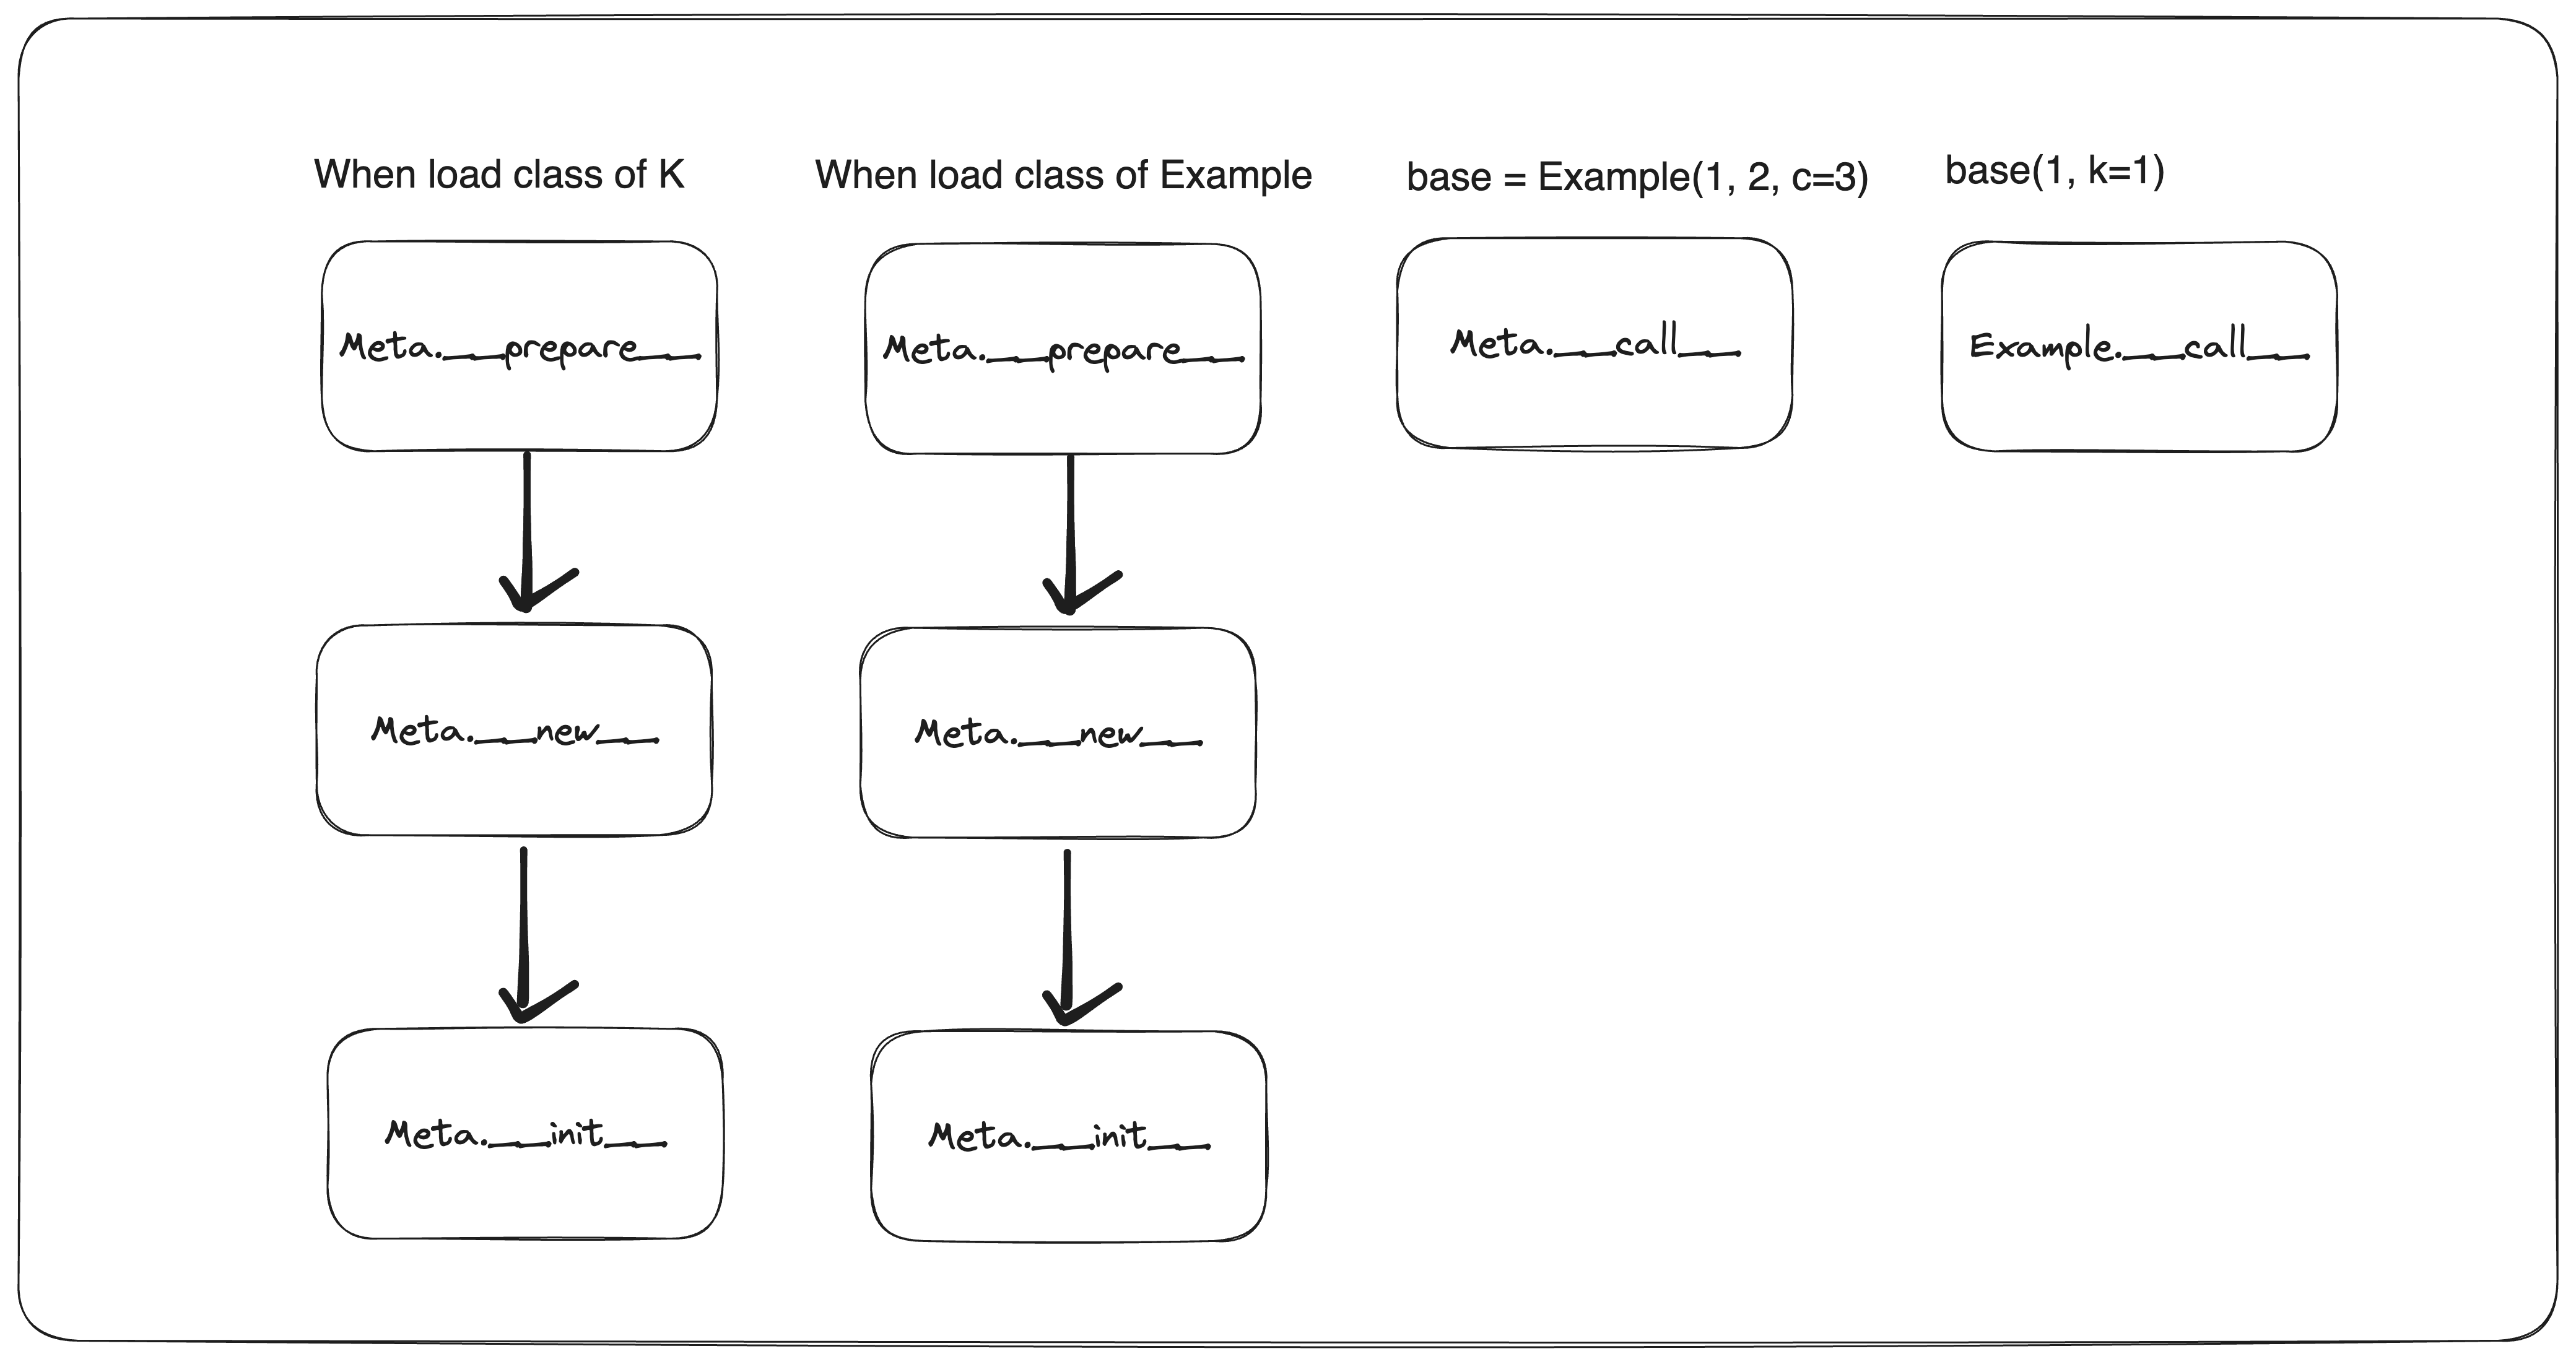 When load class of K
When load class of Example
base = Example(1, 2, c=3)
base(1, k=1)
Meta.__prepare__
Meta.__prepare__
Meta.__call__
Example.__call__
Meta.__new__
Meta.__new__
Meta.__init__
Meta.__init__